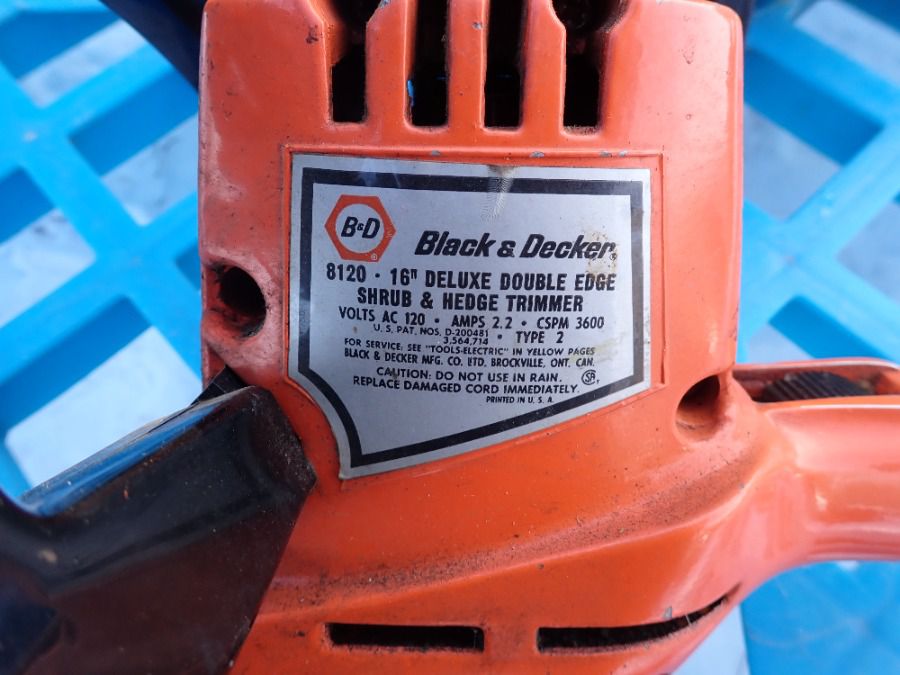 B&D ®
Black & Decker®
8120 · 16" DELUXE DOUBLE EDGE
SHRUB & HEDGE TRIMMER
VOLTS AC 120 · AMPS 2.2 · CSPM 3600
U.S. PAT. NOS. D-200481
3,564,714 · TYPE 2
FOR SERVICE: SEE "TOOLS-ELECTRIC" IN YELLOW PAGES
BLACK & DECKER MFG. CO. LTD. BROCKVILLE, ONT. CAN.
CAUTION: DO NOT USE IN RAIN.
REPLACE DAMAGED CORD IMMEDIATELY.
PRINTED IN U. S. A.